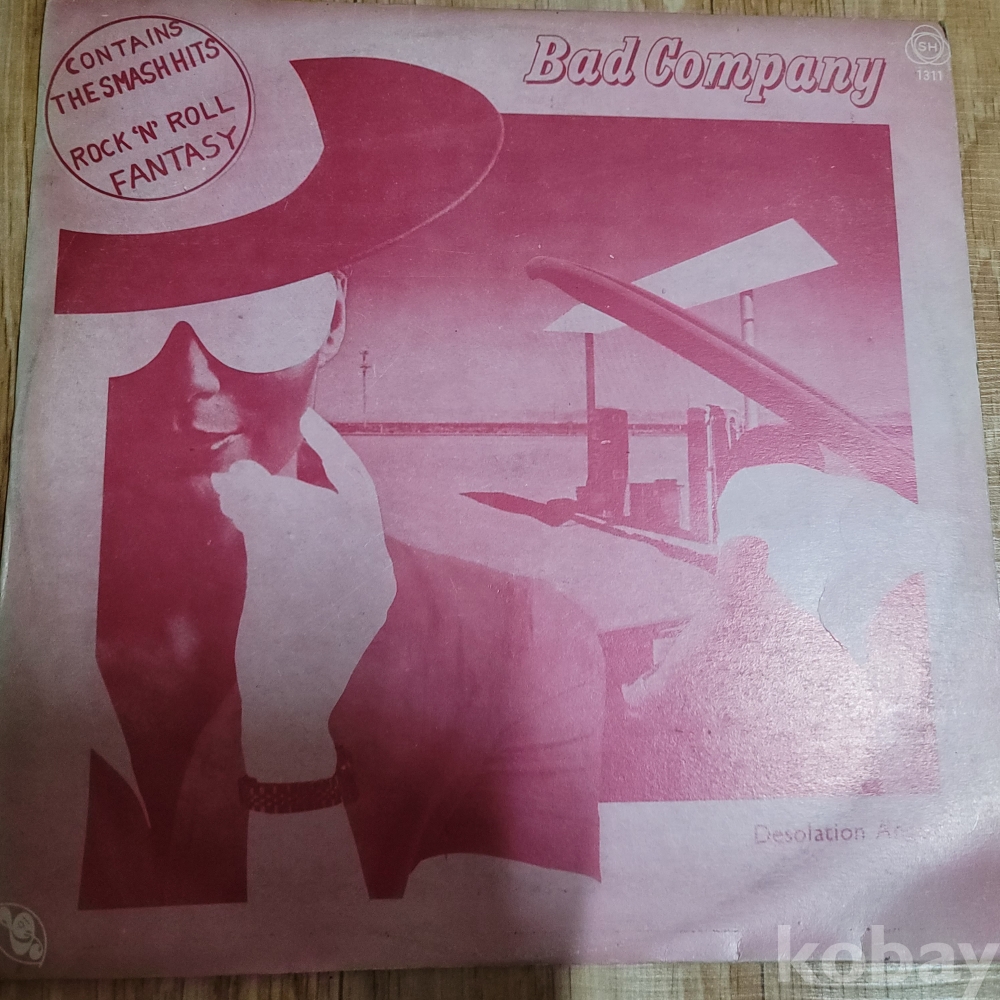 CONTAINS
THE SMASH HITS
ROCK 'N' ROLL
FANTASY
Bad Company
SH
1311
Desolation
kobay